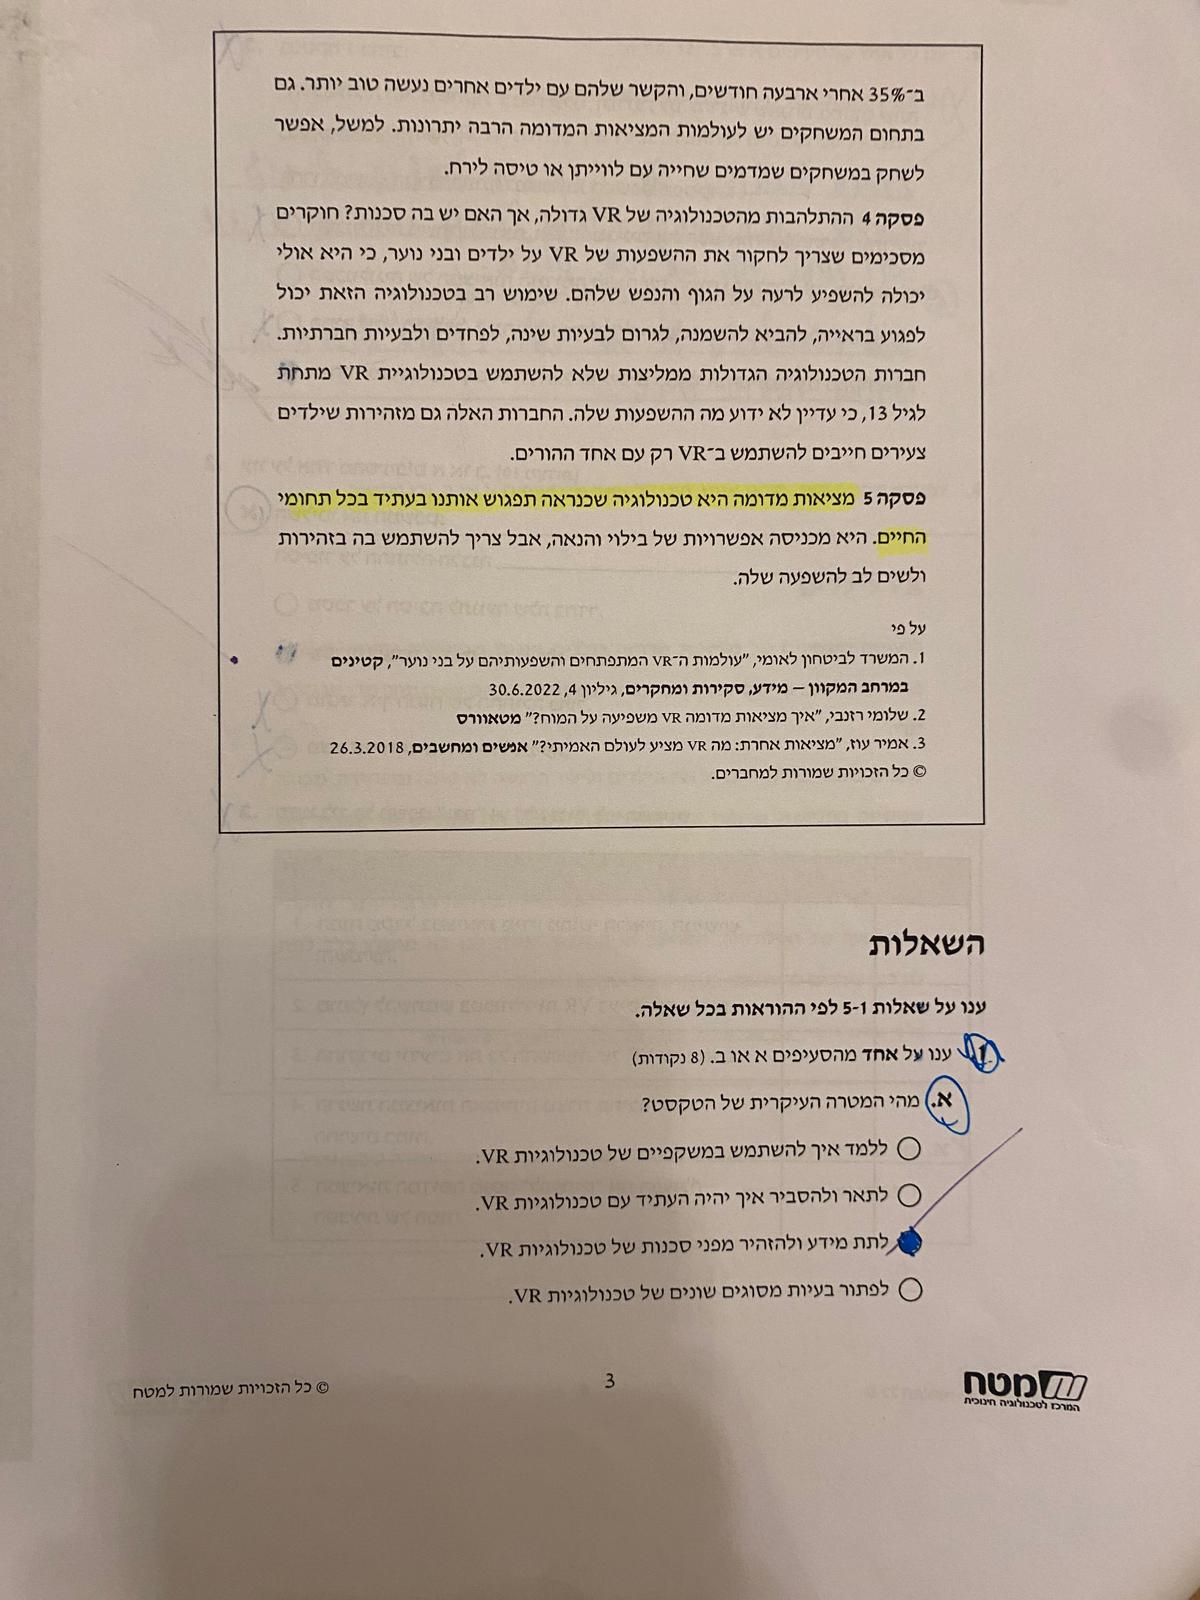 ב־35% אחרי ארבעה חודשים, והקשר שלהם עם ילדים אחרים נעשה טוב יותר. גם
בתחום המשחקים יש לעולמות המציאות המדומה הרבה יתרונות. למשל, אפשר
לשחק במשחקים שמדמים שחייה עם לווייתן או טיסה לירח.
פסקה 4 ההתלהבות מהטכנולוגיה של VR גדולה, אך האם יש בה סכנות? חוקרים
מסכימים שצריך לחקור את ההשפעות של VR על ילדים ובני נוער, כי היא אולי
יכולה להשפיע לרעה על הגוף והנפש שלהם. שימוש רב בטכנולוגיה הזאת יכול
לפגוע בראייה, להביא להשמנה, לגרום לבעיות שינה, לפחדים ולבעיות חברתיות.
חברות הטכנולוגיה הגדולות ממליצות שלא להשתמש בטכנולוגיית VR מתחת
לגיל 13, כי עדיין לא ידוע מה ההשפעות שלה. החברות האלה גם מזהירות שילדים
צעירים חייבים להשתמש ב־VR רק עם אחד ההורים.
פסקה 5 מציאות מדומה היא טכנולוגיה שכנראה תפגוש אותנו בעתיד בכל תחומי
החיים. היא מכניסה אפשרויות של בילוי והנאה, אבל צריך להשתמש בה בזהירות
ולשים לב להשפעה שלה.
על פי
1. המשרד לביטחון לאומי, "עולמות ה־VR המתפתחים והשפעותיהם על בני נוער", קטינים
במרחב המקוון – מידע, סקירות ומחקרים, גיליון 4, 30.6.2022
2. שלומי רזנבי, "איך מציאות מדומה VR משפיעה על המוח?" מטאוורס
3. אמיר עוז, "מציאות אחרת: מה VR מציע לעולם האמיתי?" אנשים ומחשבים, 26.3.2018
© כל הזכויות שמורות למחברים.
השאלות
ענו על שאלות 1-5 לפי ההוראות בכל שאלה.
1. ענו על אחד מהסעיפים א או ב. (8 נקודות)
א. מהי המטרה העיקרית של הטקסט?
ללמד איך להשתמש במשקפיים של טכנולוגיות VR.
לתאר ולהסביר איך יהיה העתיד עם טכנולוגיות VR.
לתת מידע ולהזהיר מפני סכנות של טכנולוגיות VR.
לפתור בעיות מסוגים שונים של טכנולוגיות VR.
מטח
המרכז לטכנולוגיה חינוכית
3
© כל הזכויות שמורות למטח